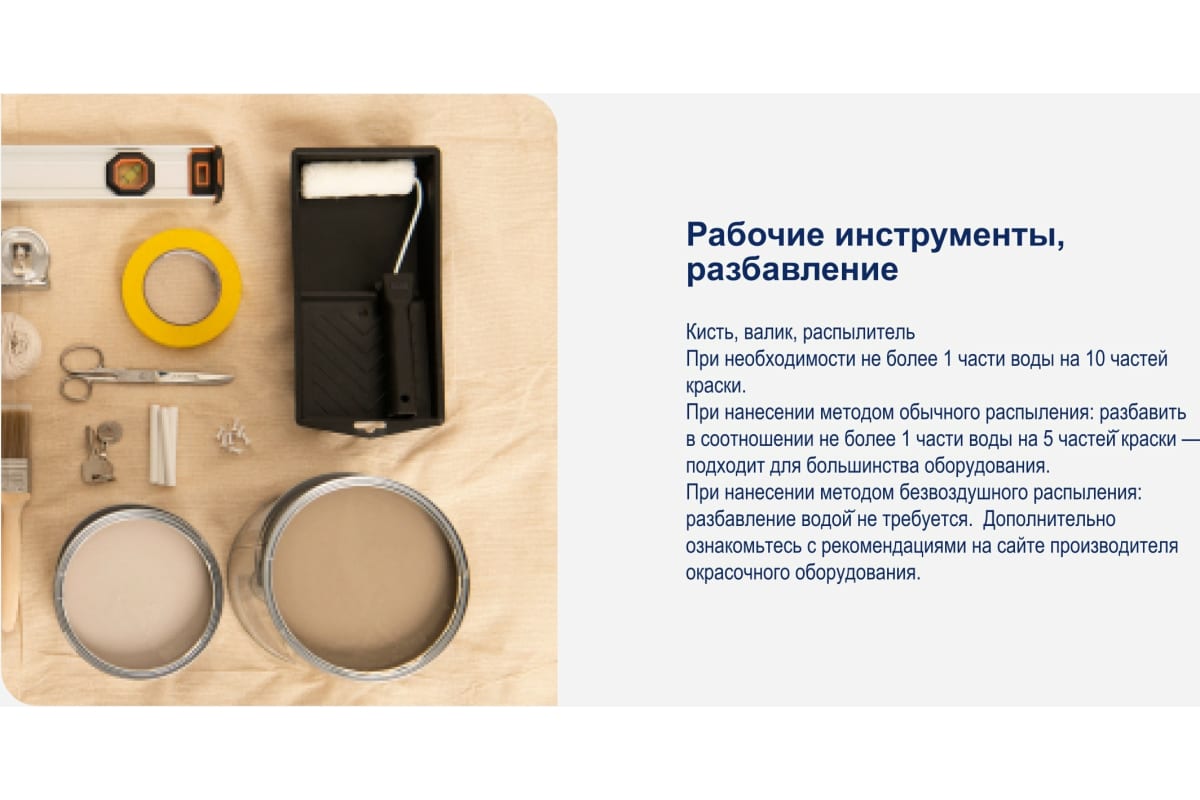 Рабочие инструменты,
разбавление
Кисть, валик, распылитель
При необходимости не более 1 части воды на 10 частей
краски.
При нанесении методом обычного распыления: разбавить
в соотношении не более 1 части воды на 5 частей краски —
подходит для большинства оборудования.
При нанесении методом безвоздушного распыления:
разбавление водой не требуется.  Дополнительно
ознакомьтесь с рекомендациями на сайте производителя
окрасочного оборудования.